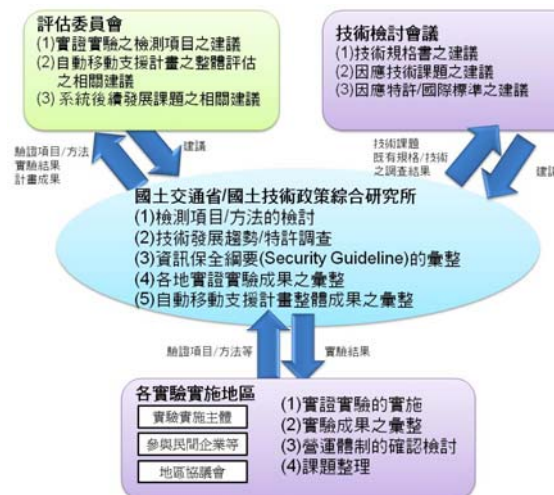 評估委員會
(1)實證實驗之檢測項目之建議
(2)自動移動支援計畫之整體評估
之相關建議
(3) 系統後續發展課題之相關建議
技術檢討會議
(1)技術規格書之建議
(2)因應技術課題之建議
(3)因應特許/國際標準之建議
驗證項目/方法
實驗結果
計畫成果
建議
技術課題
既有規格/技術
之調查結果
建議
國土交通省/國土技術政策綜合研究所
(1)檢測項目/方法的檢討
(2)技術發展趨勢/特許調查
(3)資訊保全綱要(Security Guideline)的彙整
(4)各地實證實驗成果之彙整
(5)自動移動支援計畫整體成果之彙整
驗證項目/方法等
實驗結果
各實驗實施地區
實驗實施主體
參與民間企業等
地區協議會
(1)實證實驗的實施
(2)實驗成果之彙整
(3)營運體制的確認檢討
(4)課題整理